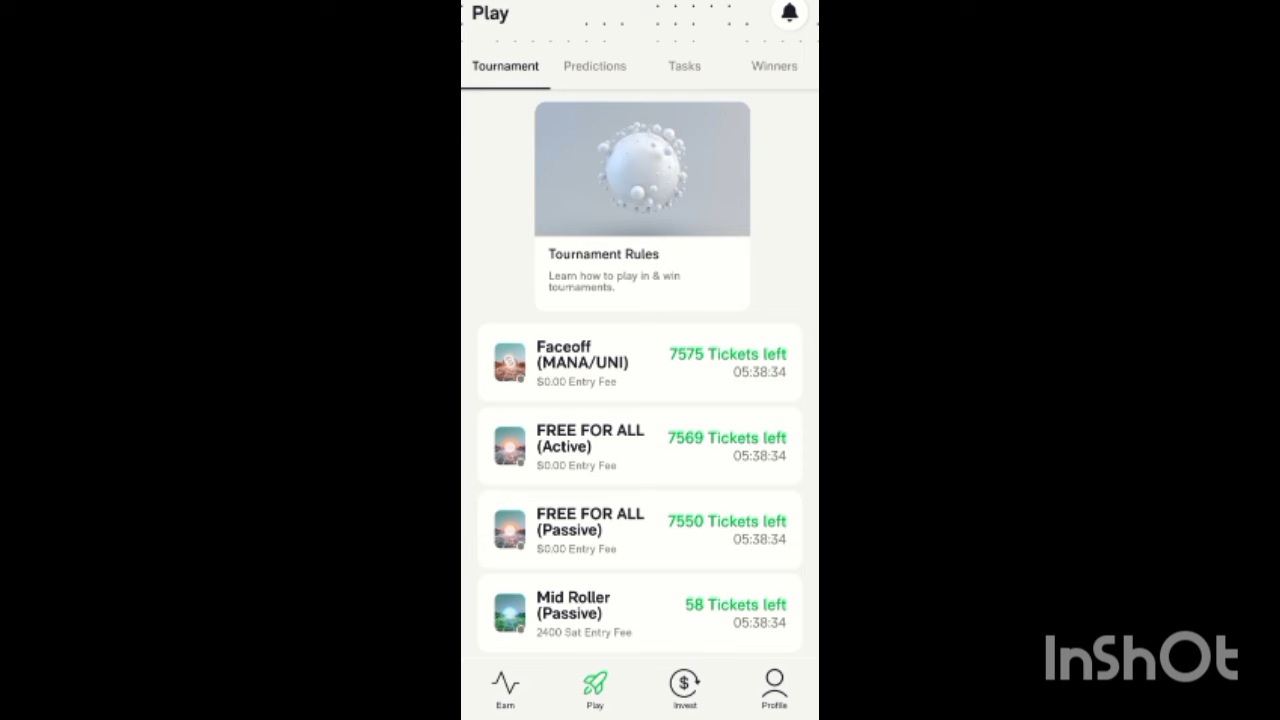 Play
Tournament Predictions Tasks Winners
Tournament Rules
Learn how to play in & win
tournaments.
Faceoff
(MANA/UNI)
$0.00 Entry Fee
7575 Tickets left
05:38:34
FREE FOR ALL
(Active)
$0.00 Entry Fee
7569 Tickets left
05:38:34
FREE FOR ALL
(Passive)
$0.00 Entry Fee
7550 Tickets left
05:38:34
Mid Roller
(Passive)
2400 Sat Entry Fee
58 Tickets left
05:38:34
Earn Play Invest Profile
InShOt